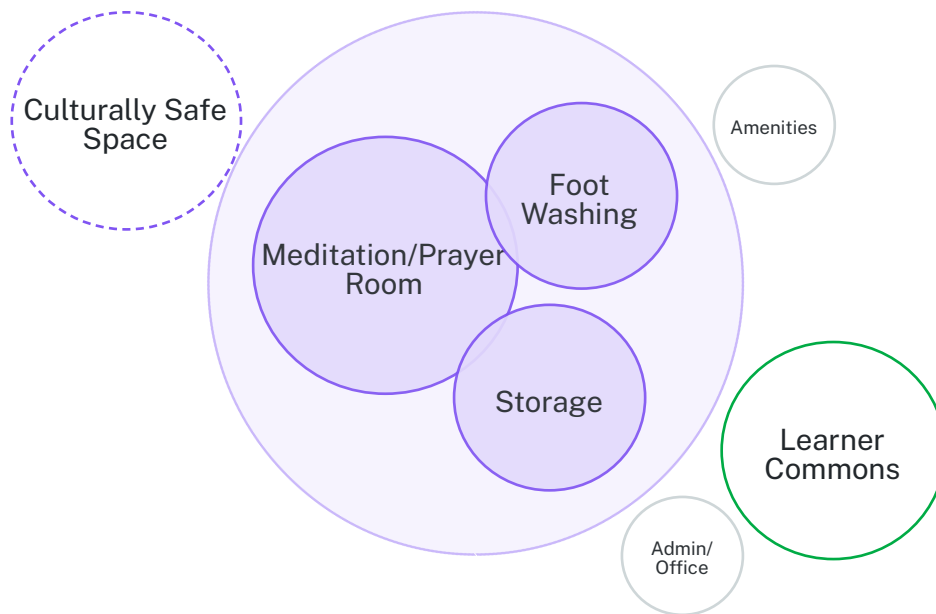 Culturally Safe
Space
Amenities
Foot
Washing
Meditation/Prayer
Room
Storage
Learner
Commons
Admin/
Office